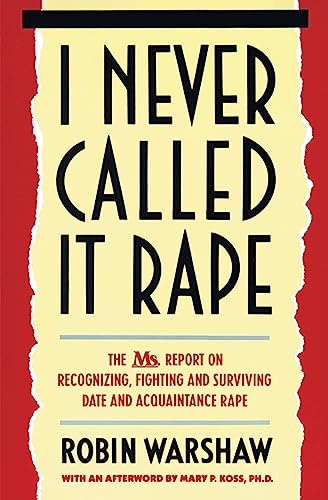 I NEVER
CALLED
IT RAPE
THE Ms. REPORT ON
RECOGNIZING, FIGHTING AND SURVIVING
DATE AND ACQUAINTANCE RAPE
ROBIN WARSHAW
WITH AN AFTERWORD BY MARY P. KOSS, PH.D.